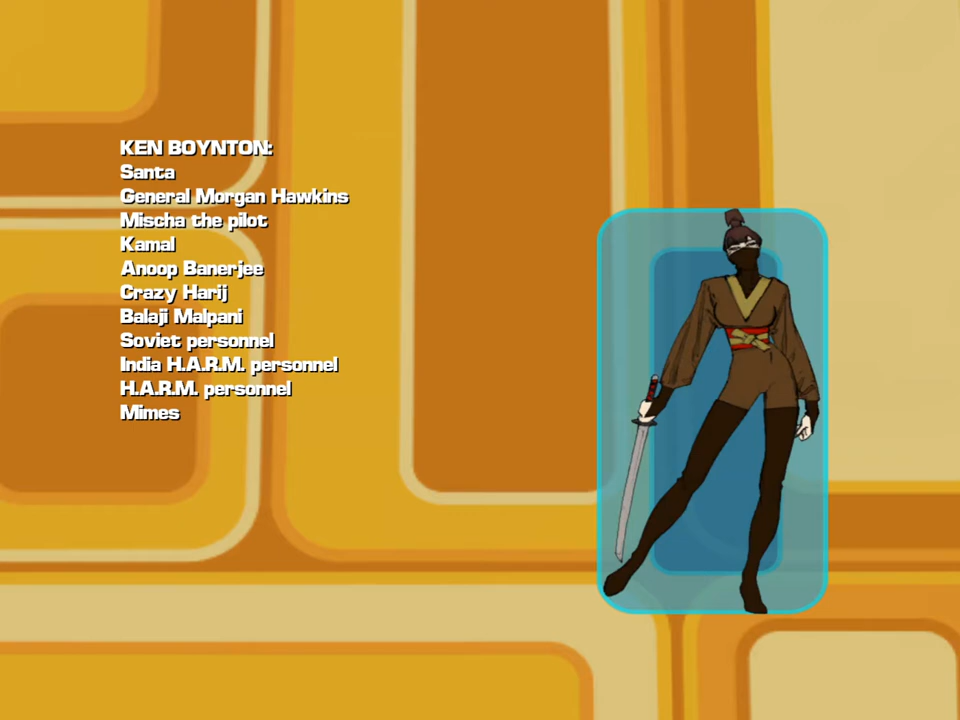 KEN BOYNTON:
Santa
General Morgan Hawkins
Mischa the pilot
Kamal
Anoop Banerjee
Crazy Harij
Balaji Malpani
Soviet personnel
India H.A.R.M. personnel
H.A.R.M. personnel
Mimes